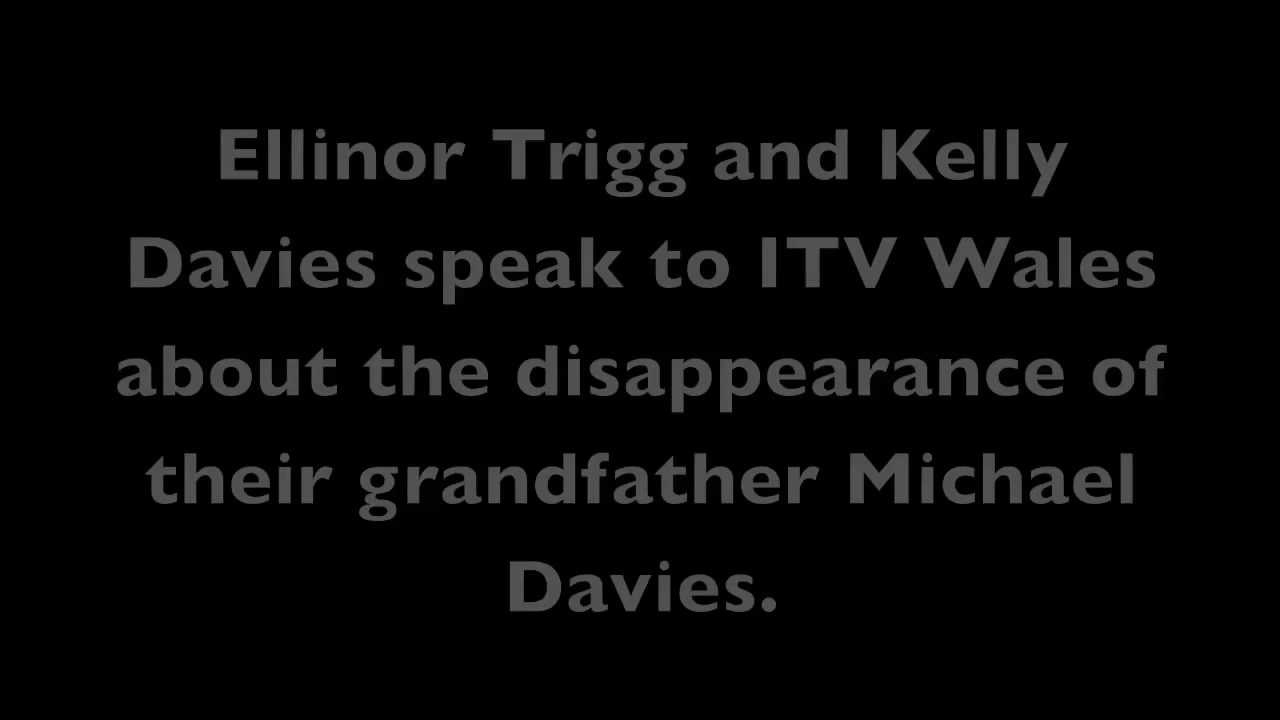 Ellinor Trigg and Kelly
Davies speak to ITV Wales
about the disappearance of
their grandfather Michael
Davies.